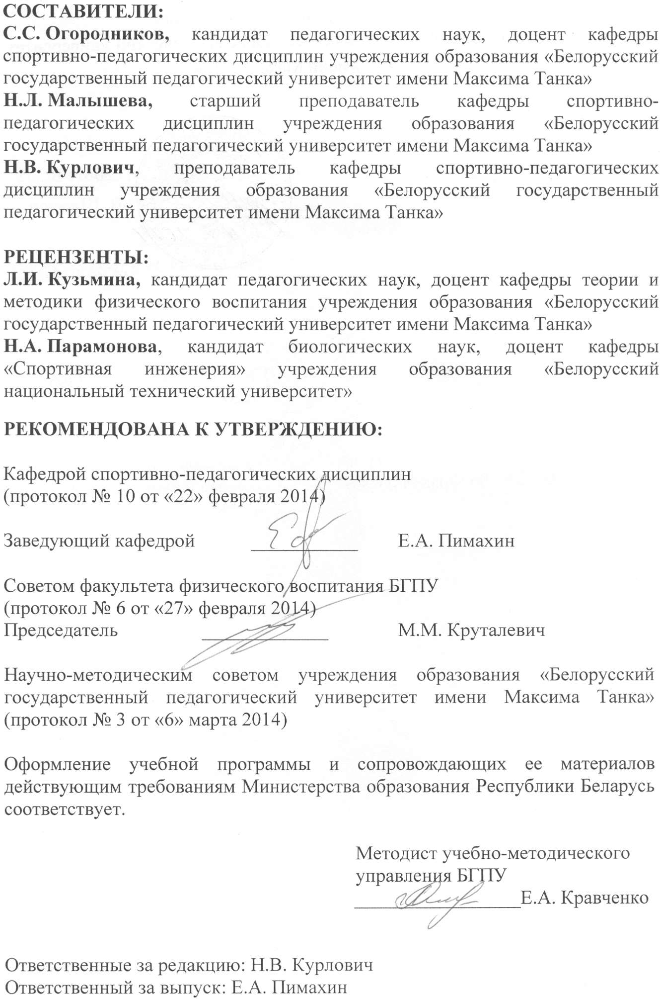 СОСТАВИТЕЛИ:
С.С. Огородников, кандидат педагогических наук, доцент кафедры
спортивно-педагогических дисциплин учреждения образования «Белорусский
государственный педагогический университет имени Максима Танка»
Н.Л. Малышева, старший преподаватель кафедры спортивно-
педагогических дисциплин учреждения образования «Белорусский
государственный педагогический университет имени Максима Танка»
Н.В. Курлович, преподаватель кафедры спортивно-педагогических
дисциплин учреждения образования «Белорусский государственный
педагогический университет имени Максима Танка»
РЕЦЕНЗЕНТЫ:
Л.И. Кузьмина, кандидат педагогических наук, доцент кафедры теории и
методики физического воспитания учреждения образования «Белорусский
государственный педагогический университет имени Максима Танка»
Н.А. Парамонова, кандидат биологических наук, доцент кафедры
«Спортивная инженерия» учреждения образования «Белорусский
национальный технический университет»
РЕКОМЕНДОВАНА К УТВЕРЖДЕНИЮ:
Кафедрой спортивно-педагогических дисциплин
(протокол № 10 от «22» февраля 2014)
Заведующий кафедрой Е.А. Пимахин
Советом факультета физического воспитания БГПУ
(протокол № 6 от «27» февраля 2014)
Председатель М.М. Круталевич
Научно-методическим советом учреждения образования «Белорусский
государственный педагогический университет имени Максима Танка»
(протокол № 3 от «6» марта 2014)
Оформление учебной программы и сопровождающих ее материалов
действующим требованиям Министерства образования Республики Беларусь
соответствует.
Методист учебно-методического
управления БГПУ
Е.А. Кравченко
Ответственные за редакцию: Н.В. Курлович
Ответственный за выпуск: Е.А. Пимахин